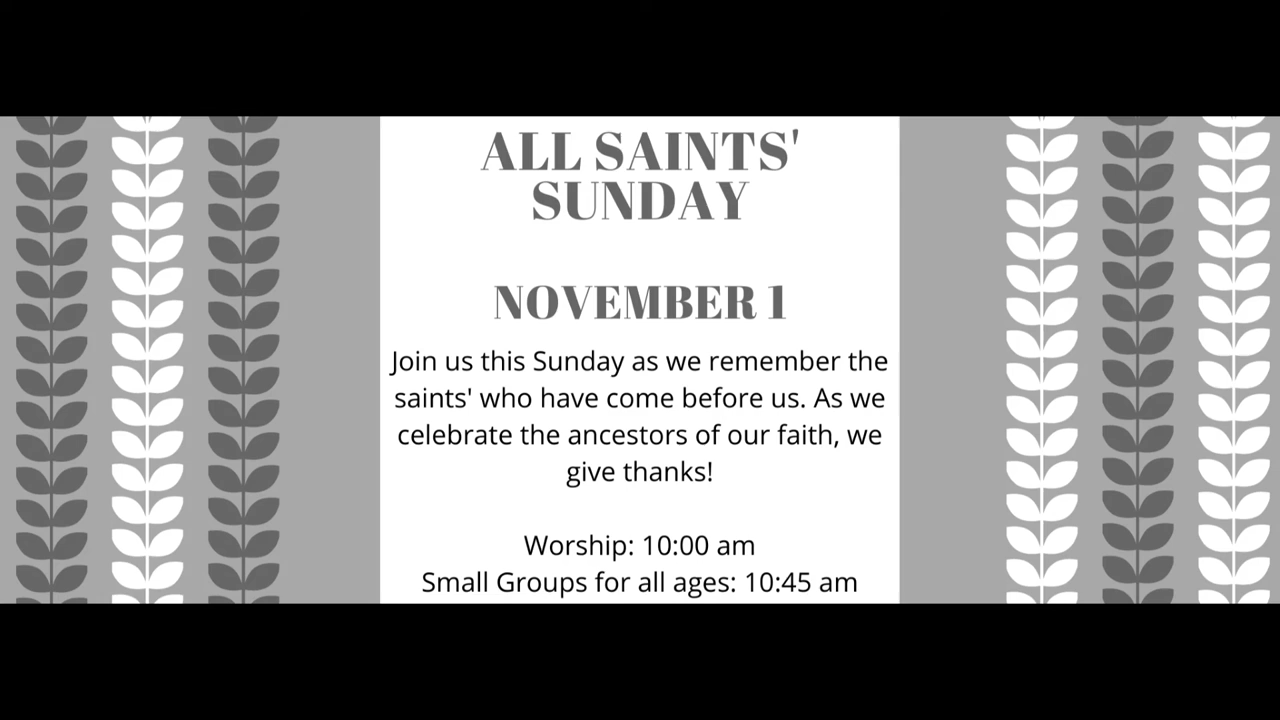 ALL SAINTS'
SUNDAY
NOVEMBER 1
Join us this Sunday as we remember the
saints' who have come before us. As we
celebrate the ancestors of our faith, we
give thanks!
Worship: 10:00 am
Small Groups for all ages: 10:45 am